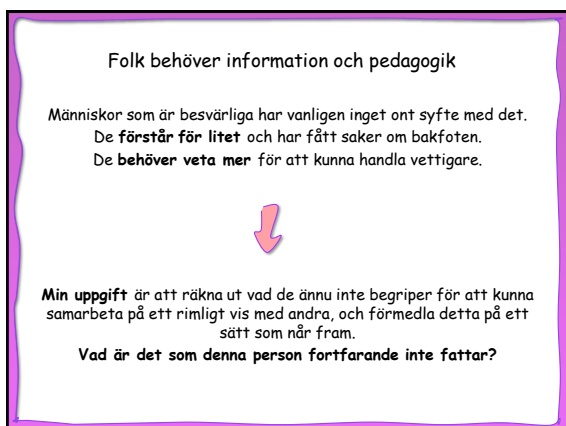 Folk behöver information och pedagogik
Människor som är besvärliga har vanligen inget ont syfte med det.
De förstår för litet och har fått saker om bakfoten.
De behöver veta mer för att kunna handla vettigare.
Min uppgift är att räkna ut vad de ännu inte begriper för att kunna
samarbeta på ett rimligt vis med andra, och förmedla detta på ett
sätt som når fram.
Vad är det som denna person fortfarande inte fattar?